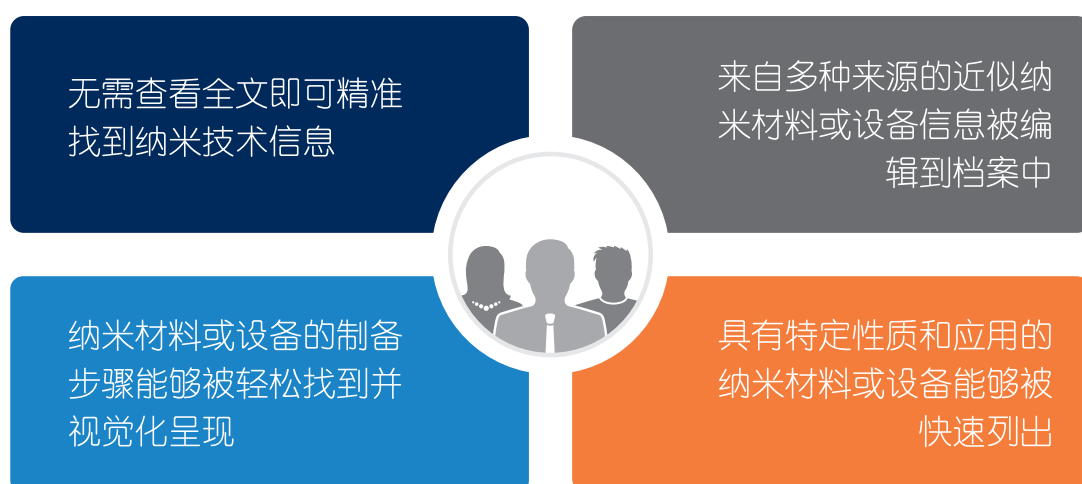 无需查看全文即可精准
找到纳米技术信息
来自多种来源的近似纳
米材料或设备信息被编
辑到档案中
纳米材料或设备的制备
步骤能够被轻松找到并
视觉化呈现
具有特定性质和应用的
纳米材料或设备能够被
快速列出